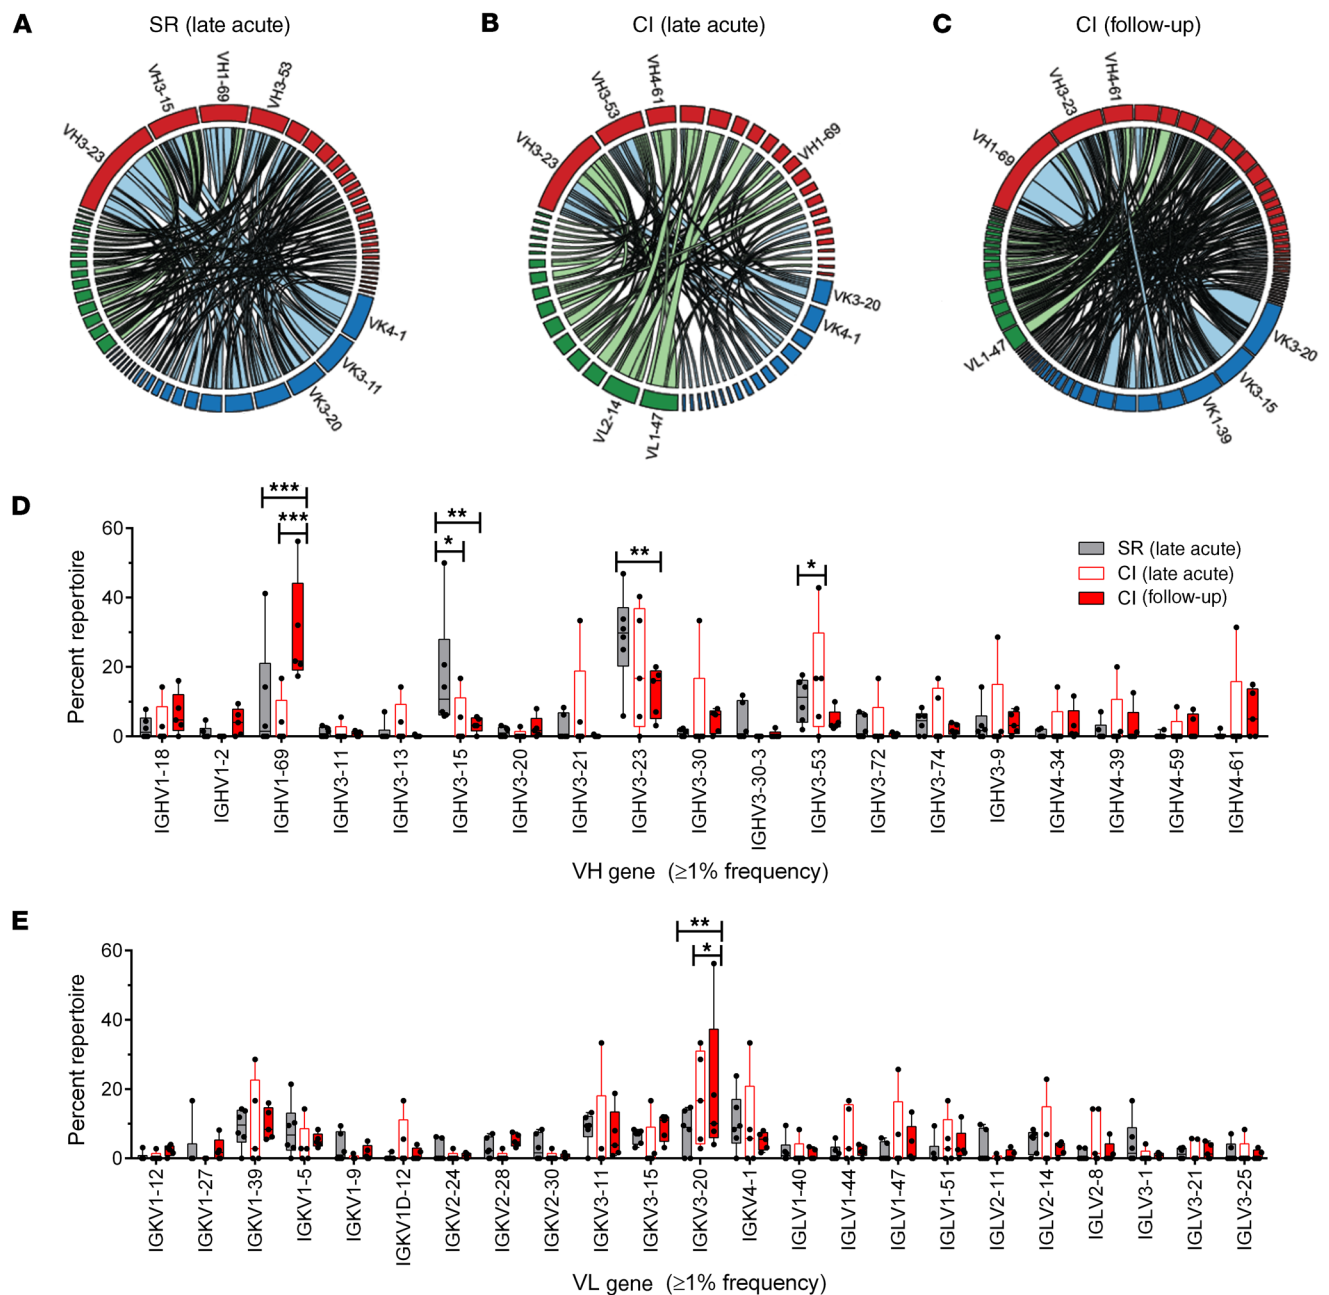 A SR (late acute)
B CI (late acute)
C CI (follow-up)
VH3-23
VH3-15
VH1-69
VH3-53
VK4-1
VK3-11
VK3-20
VH3-23
VH3-53
VH4-61
VH1-69
VK3-20
VK4-1
VL1-47
VL2-14
VH1-69
VH3-23
VH4-61
VK3-20
VK3-15
VK1-39
VL1-47
D
Percent repertoire
60
40
20
0
*** *** ** * ** *
SR (late acute)
CI (late acute)
CI (follow-up)
IGHV1-18
IGHV1-2
IGHV1-69
IGHV3-11
IGHV3-13
IGHV3-15
IGHV3-20
IGHV3-21
IGHV3-23
IGHV3-30
IGHV3-30-3
IGHV3-53
IGHV3-72
IGHV3-74
IGHV3-9
IGHV4-34
IGHV4-39
IGHV4-59
IGHV4-61
VH gene (≥1% frequency)
E
Percent repertoire
60
40
20
0
** *
IGKV1-12
IGKV1-27
IGKV1-39
IGKV1-5
IGKV1-9
IGKV1D-12
IGKV2-24
IGKV2-28
IGKV2-30
IGKV3-11
IGKV3-15
IGKV3-20
IGKV4-1
IGLV1-40
IGLV1-44
IGLV1-47
IGLV1-51
IGLV2-11
IGLV2-14
IGLV2-8
IGLV3-1
IGLV3-21
IGLV3-25
VL gene (≥1% frequency)